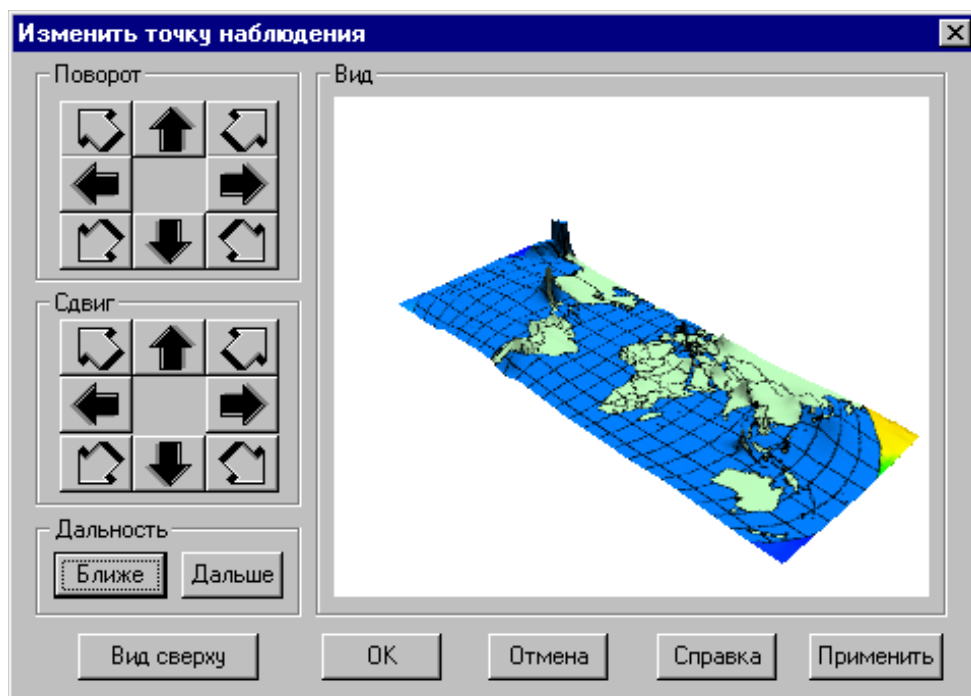 Изменить точку наблюдения
Поворот
Вид
Сдвиг
Дальность
Ближе
Дальше
Вид сверху
OK
Отмена
Справка
Применить